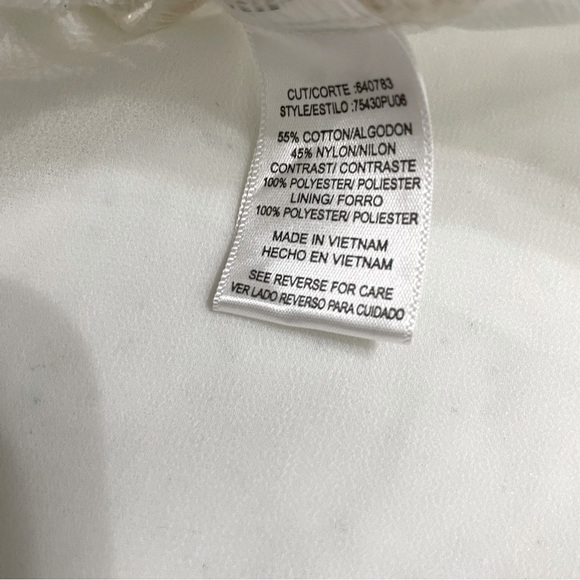 CUT/CORTE :640783
STYLE/ESTILO :75430PU06
55% COTTON/ALGODON
45% NYLON/NILON
CONTRAST/ CONTRASTE
100% POLYESTER/ POLIESTER
LINING/ FORRO
100% POLYESTER/ POLIESTER
MADE IN VIETNAM
HECHO EN VIETNAM
SEE REVERSE FOR CARE
VER LADO REVERSO PARA CUIDADO